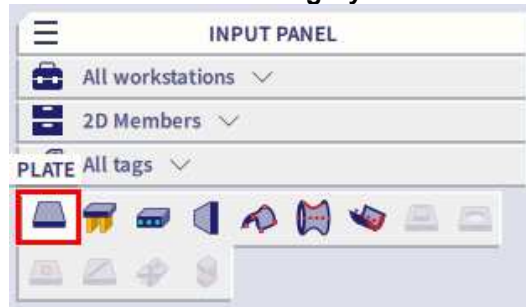 INPUT PANEL
All workstations
2D Members
PLATE All tags